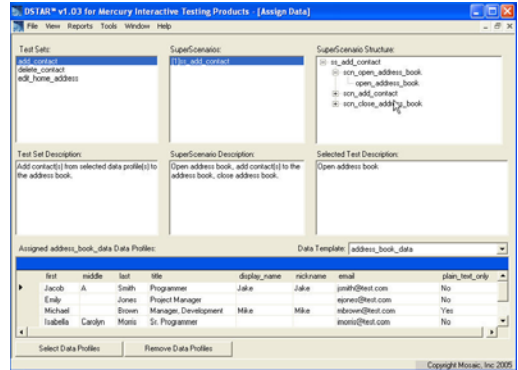 DSTAR™ v1.03 for Mercury Interactive Testing Products - [Assign Data]
File View Reports Tools Window Help
Test Sets:
add_contact
delete_contact
edit_home_address
SuperScenarios:
[1]ss_add_contact
SuperScenario Structure:
ss_add_contact
scn_open_address_book
open_address_book
scn_add_contact
scn_close_address_book
Test Set Description:
Add contact(s) from selected data profile(s) to
the address book.
SuperScenario Description:
Open address book, add contact(s) to the
address book, close address book.
Selected Test Description:
Open address book
Assigned address_book_data Data Profiles:
Data Template: address_book_data
first middle last title display_name nickname email plain_text_only
Jacob A Smith Programmer Jake Jake jsmith@test.com No
Emily Jones Project Manager ejones@test.com No
Michael Brown Manager, Development Mike Mike mbrown@test.com Yes
Isabella Carolyn Morris Sr. Programmer imorris@test.com No
Select Data Profiles Remove Data Profiles
Copyright Mosaic, Inc 2005